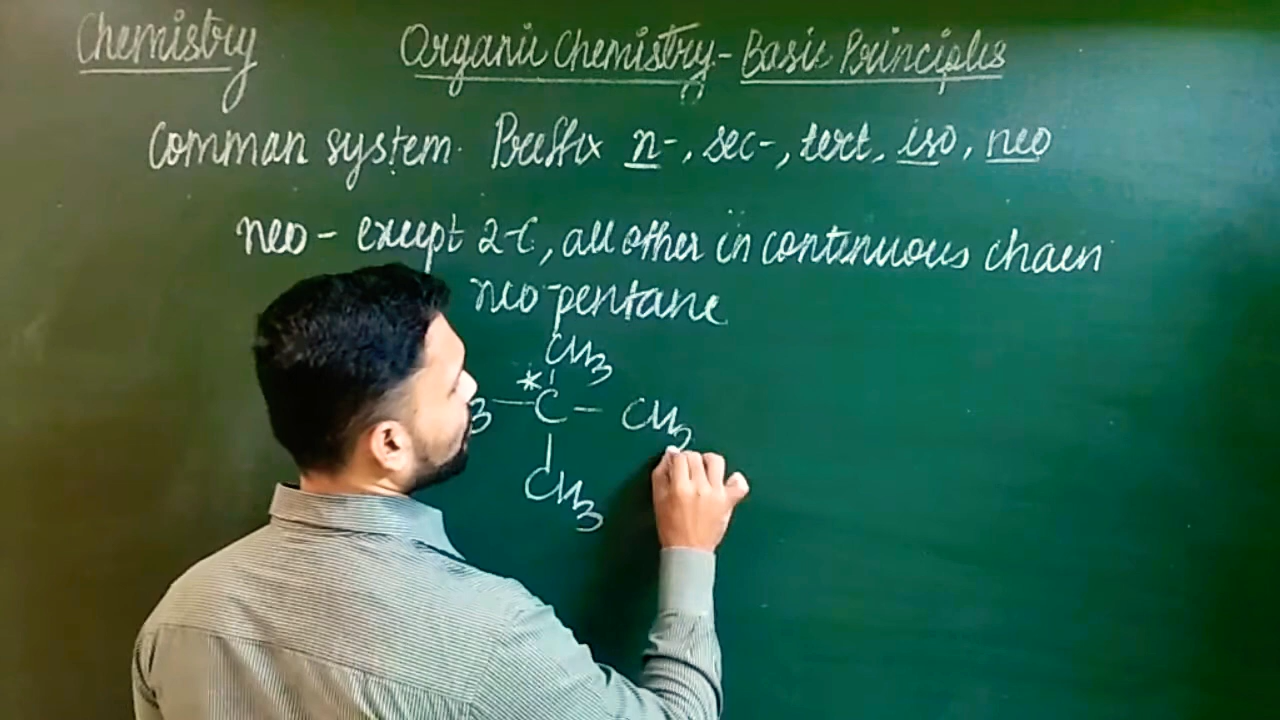 Chemistry
Organic Chemistry - Basic Principles
Comman system. Preffix n-, sec-, tert, iso, neo
neo - except 2-C, all other in continuous chain
neo-pentane
CH3
3 — *C — CH3
CH3